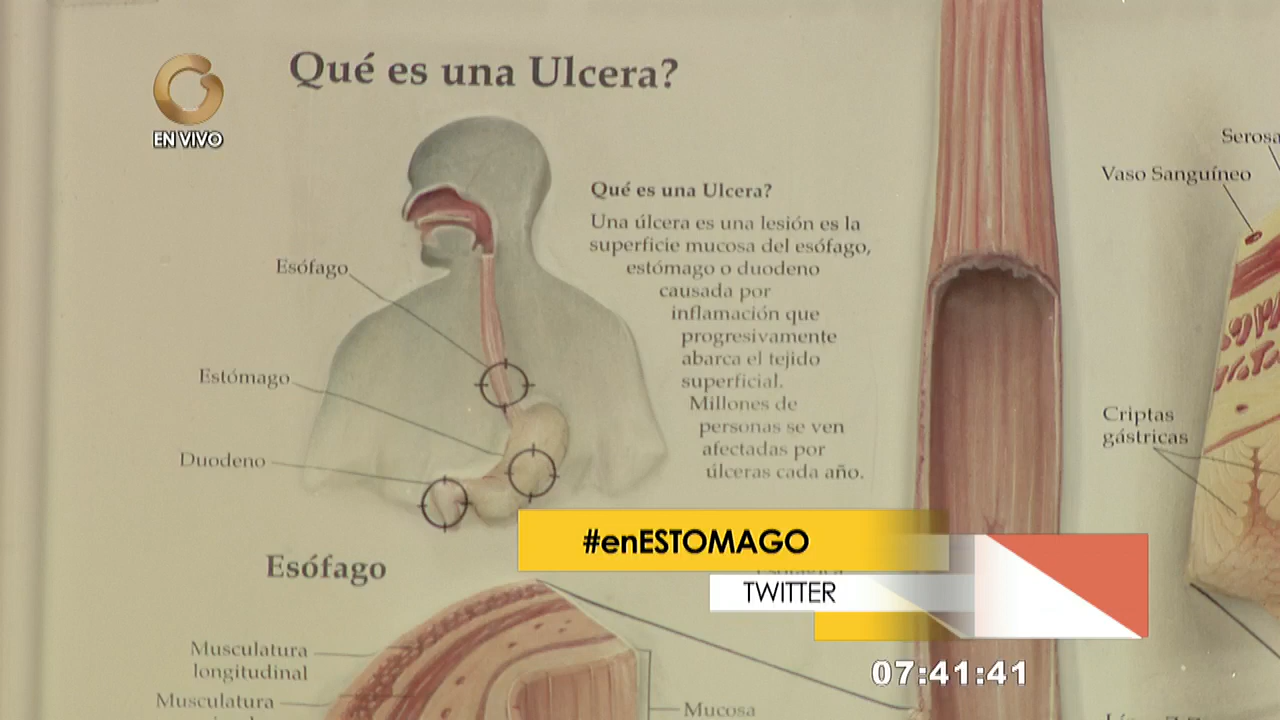 Qué es una Ulcera?
EN VIVO
Serosa
Vaso Sanguíneo
Qué es una Ulcera?
Una úlcera es una lesión es la
superficie mucosa del esófago,
estómago o duodeno
causada por
inflamación que
progresivamente
abarca el tejido
superficial.
Millones de
personas se ven
afectadas por
úlceras cada año.
Esófago
Estómago
Duodeno
Criptas
gástricas
#enESTOMAGO
TWITTER
Esófago
Musculatura
longitudinal
Musculatura
Mucosa
07:41:41